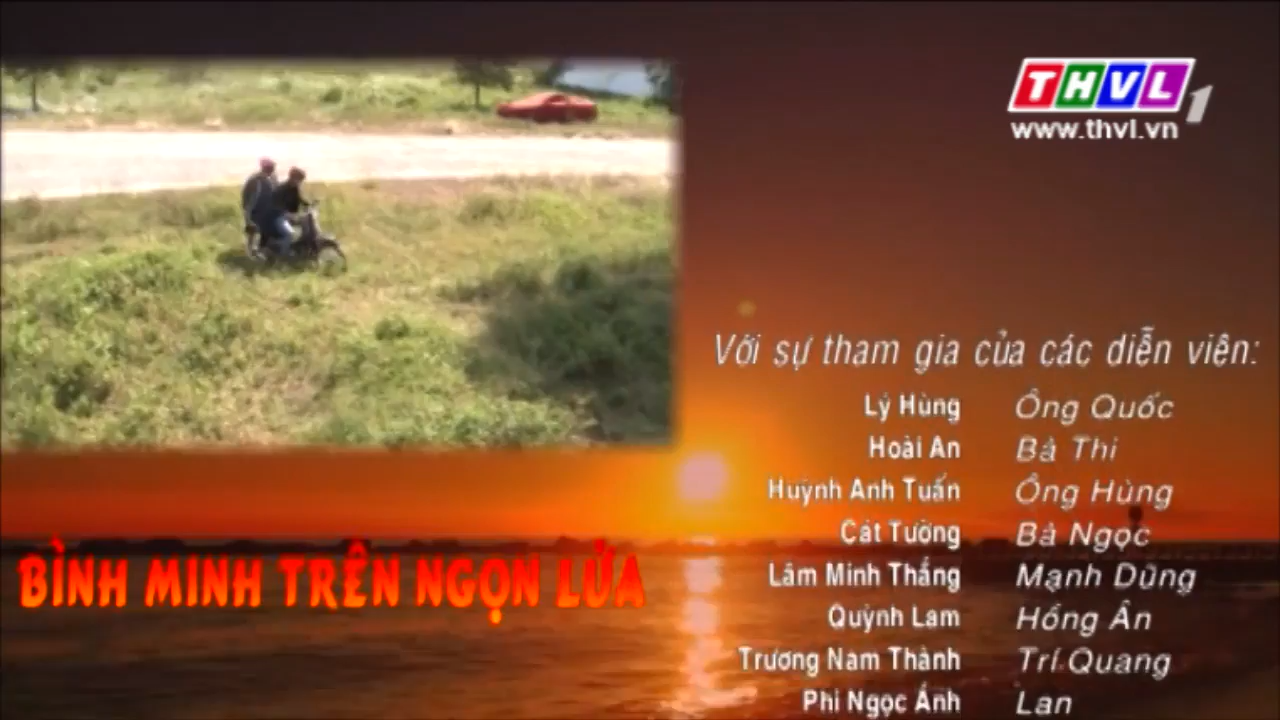 THVL1
www.thvl.vn
Với sự tham gia của các diễn viên:
Lý Hùng Ông Quốc
Hoài An Bà Thi
Huỳnh Anh Tuấn Ông Hùng
Cát Tường Bà Ngọc
Lâm Minh Thắng Mạnh Dũng
Quỳnh Lam Hồng Ân
Trương Nam Thành Trí Quang
Phi Ngọc Ánh Lan
BÌNH MINH TRÊN NGỌN LỬA